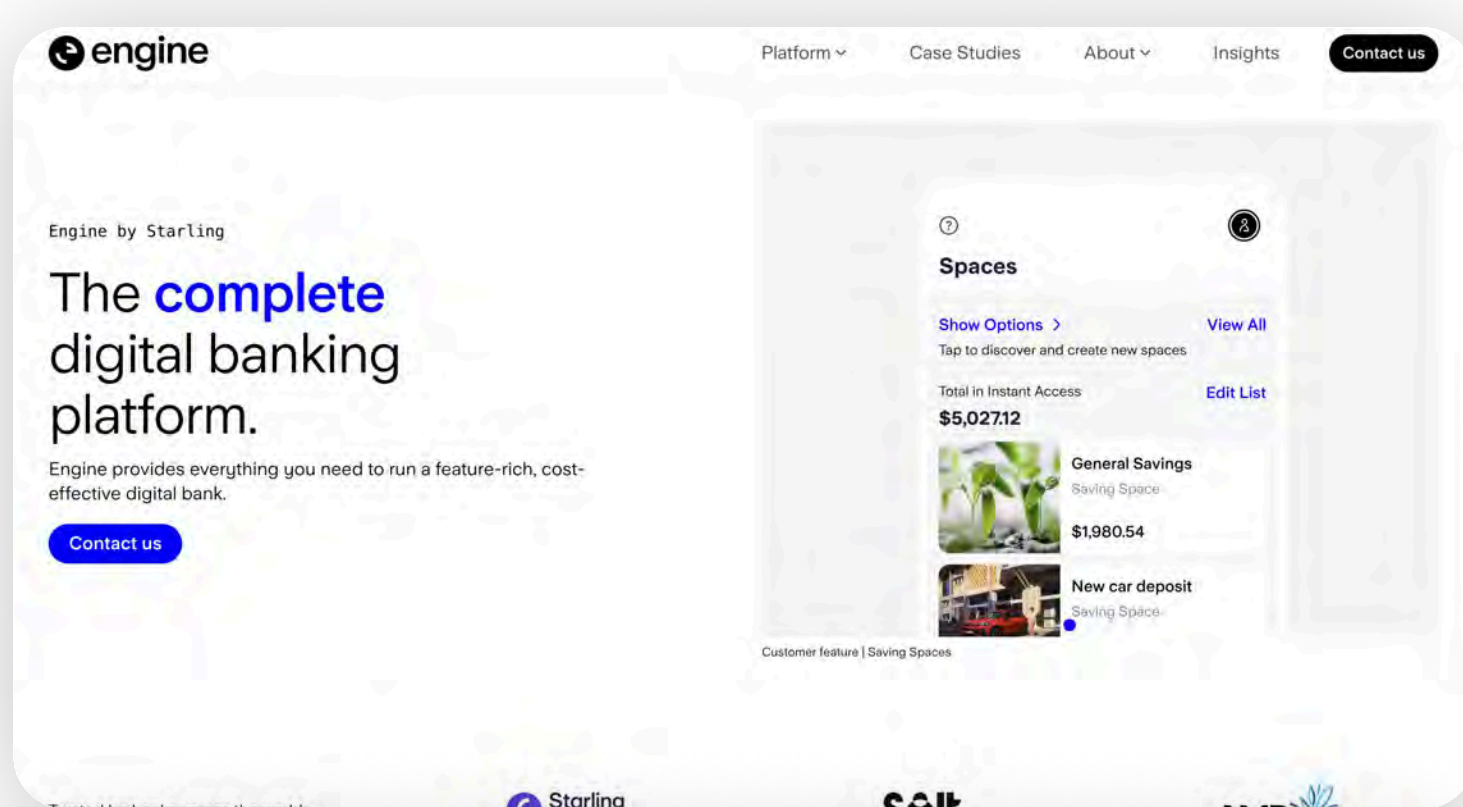 engine
Platform
Case Studies
About
Insights
Contact us
Engine by Starling
The complete
digital banking
platform.
Engine provides everything you need to run a feature-rich, cost-
effective digital bank.
Contact us
?
Spaces
Show Options >
View All
Tap to discover and create new spaces
Total in Instant Access
Edit List
$5,027.12
General Savings
Saving Space
$1,980.54
New car deposit
Saving Space
Customer feature | Saving Spaces
Starling